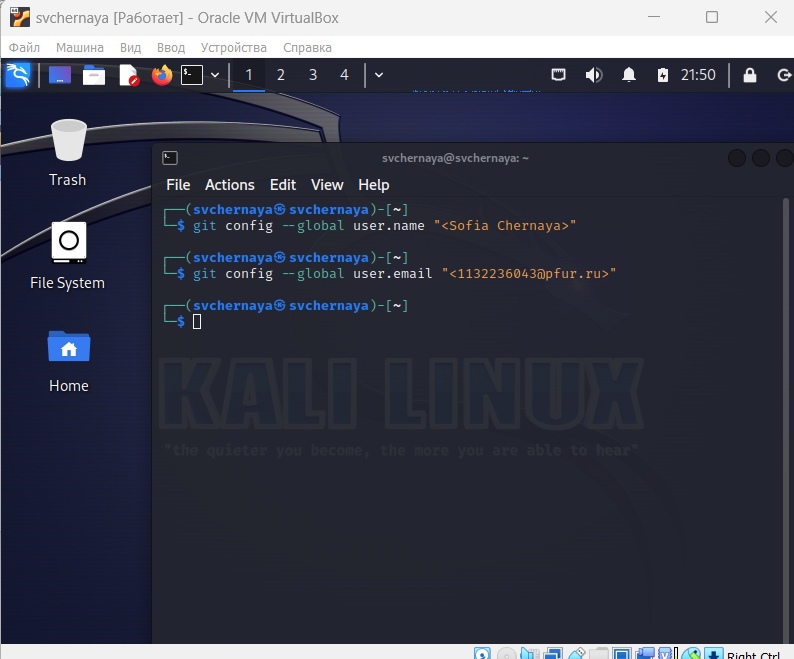 svchernaya [Работает] - Oracle VM VirtualBox
Файл Машина Вид Ввод Устройства Справка
1 2 3 4 21:50
svchernaya@svchernaya: ~
File Actions Edit View Help
┌──(svchernaya㉿svchernaya)-[~]
└─$ git config --global user.name "<Sofia Chernaya>"
┌──(svchernaya㉿svchernaya)-[~]
└─$ git config --global user.email "<1132236043@pfur.ru>"
┌──(svchernaya㉿svchernaya)-[~]
└─$
Trash
File System
Home
KALI LINUX
"the quieter you become, the more you are able to hear"
Right Ctrl